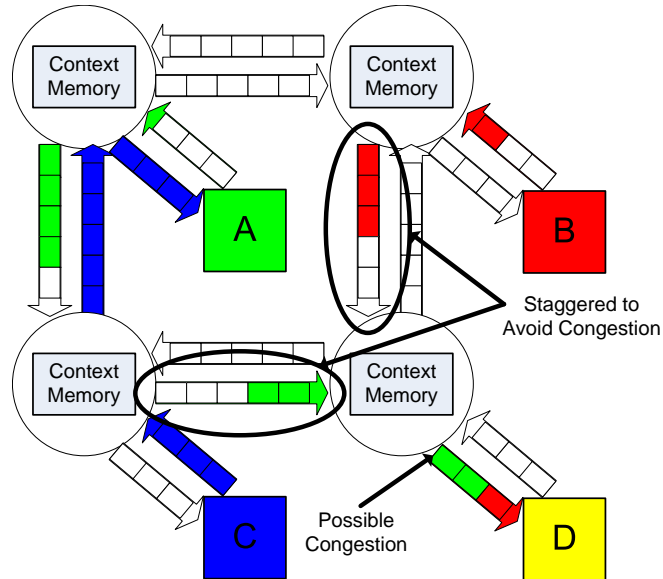 Context
Memory
Context
Memory
A
B
Staggered to
Avoid Congestion
Context
Memory
Context
Memory
Possible
Congestion
C
D